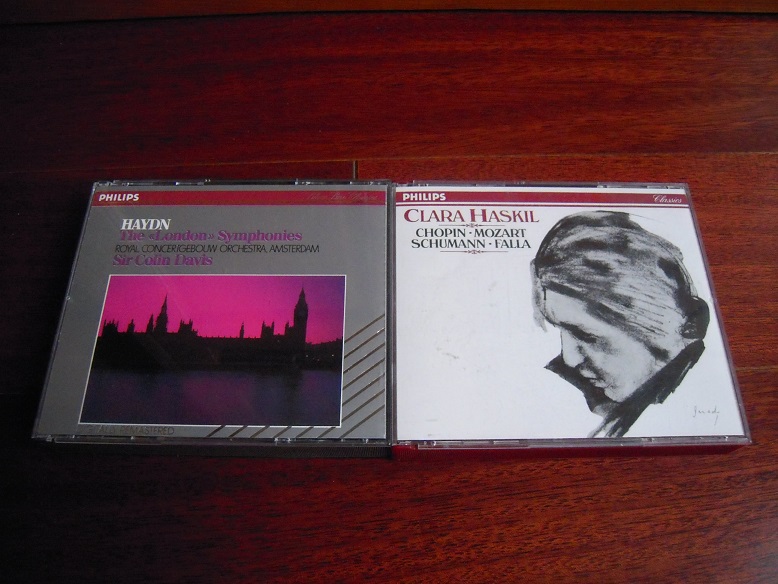 PHILIPS
HAYDN
The «London» Symphonies
ROYAL CONCERTGEBOUW ORCHESTRA, AMSTERDAM
Sir Colin Davis
PHILIPS
Classics
CLARA HASKIL
CHOPIN · MOZART
SCHUMANN · FALLA